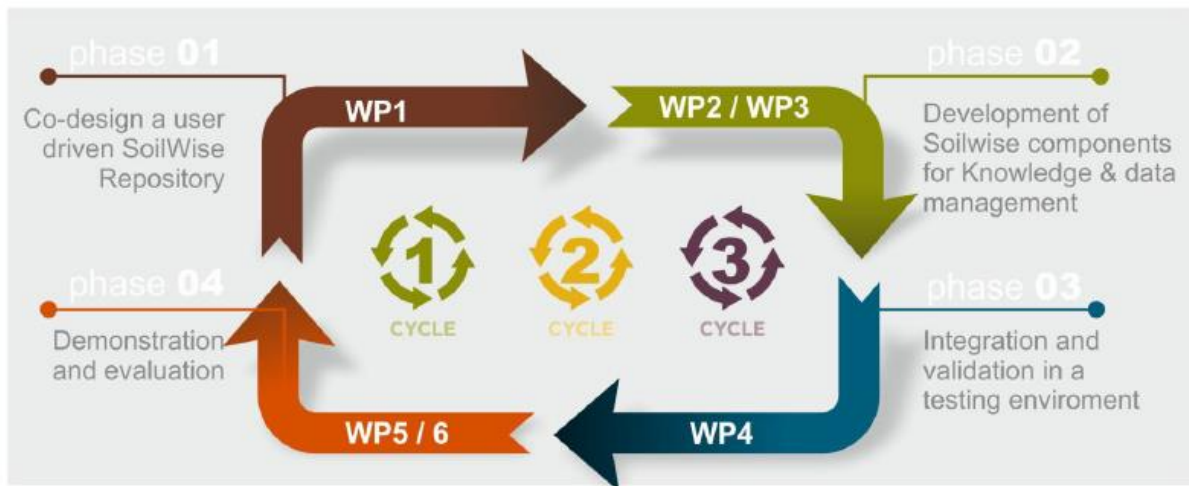 phase 01
Co-design a user
driven SoilWise
Repository
WP1
WP2 / WP3
phase 02
Development of
Soilwise components
for Knowledge & data
management
1
CYCLE
2
CYCLE
3
CYCLE
phase 03
Integration and
validation in a
testing enviroment
WP4
phase 04
Demonstration
and evaluation
WP5 / 6